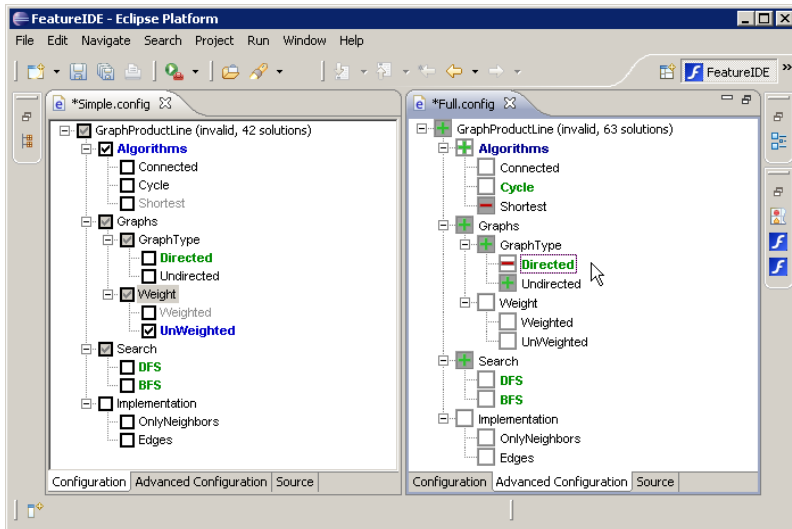 FeatureIDE - Eclipse Platform
File Edit Navigate Search Project Run Window Help
FeatureIDE »
*Simple.config
GraphProductLine (invalid, 42 solutions)
Algorithms
Connected
Cycle
Shortest
Graphs
GraphType
Directed
Undirected
Weight
Weighted
UnWeighted
Search
DFS
BFS
Implementation
OnlyNeighbors
Edges
Configuration Advanced Configuration Source
*Full.config
GraphProductLine (invalid, 63 solutions)
Algorithms
Connected
Cycle
Shortest
Graphs
GraphType
Directed
Undirected
Weight
Weighted
UnWeighted
Search
DFS
BFS
Implementation
OnlyNeighbors
Edges
Configuration Advanced Configuration Source